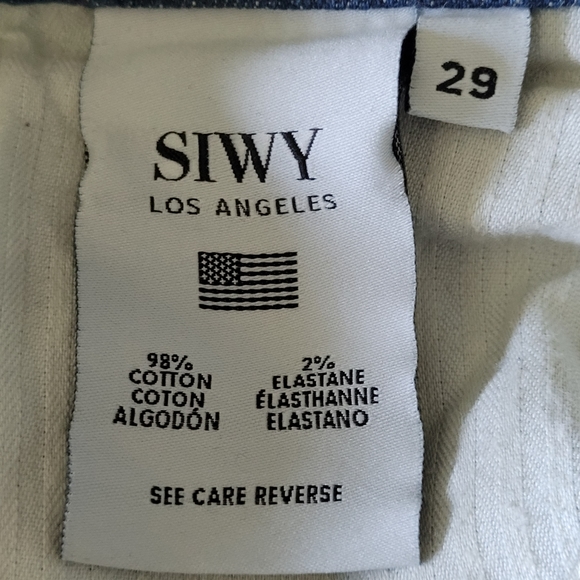 29
SIWY
LOS ANGELES
98%
COTTON
COTON
ALGODÓN
2%
ELASTANE
ÉLASTHANNE
ELASTANO
SEE CARE REVERSE